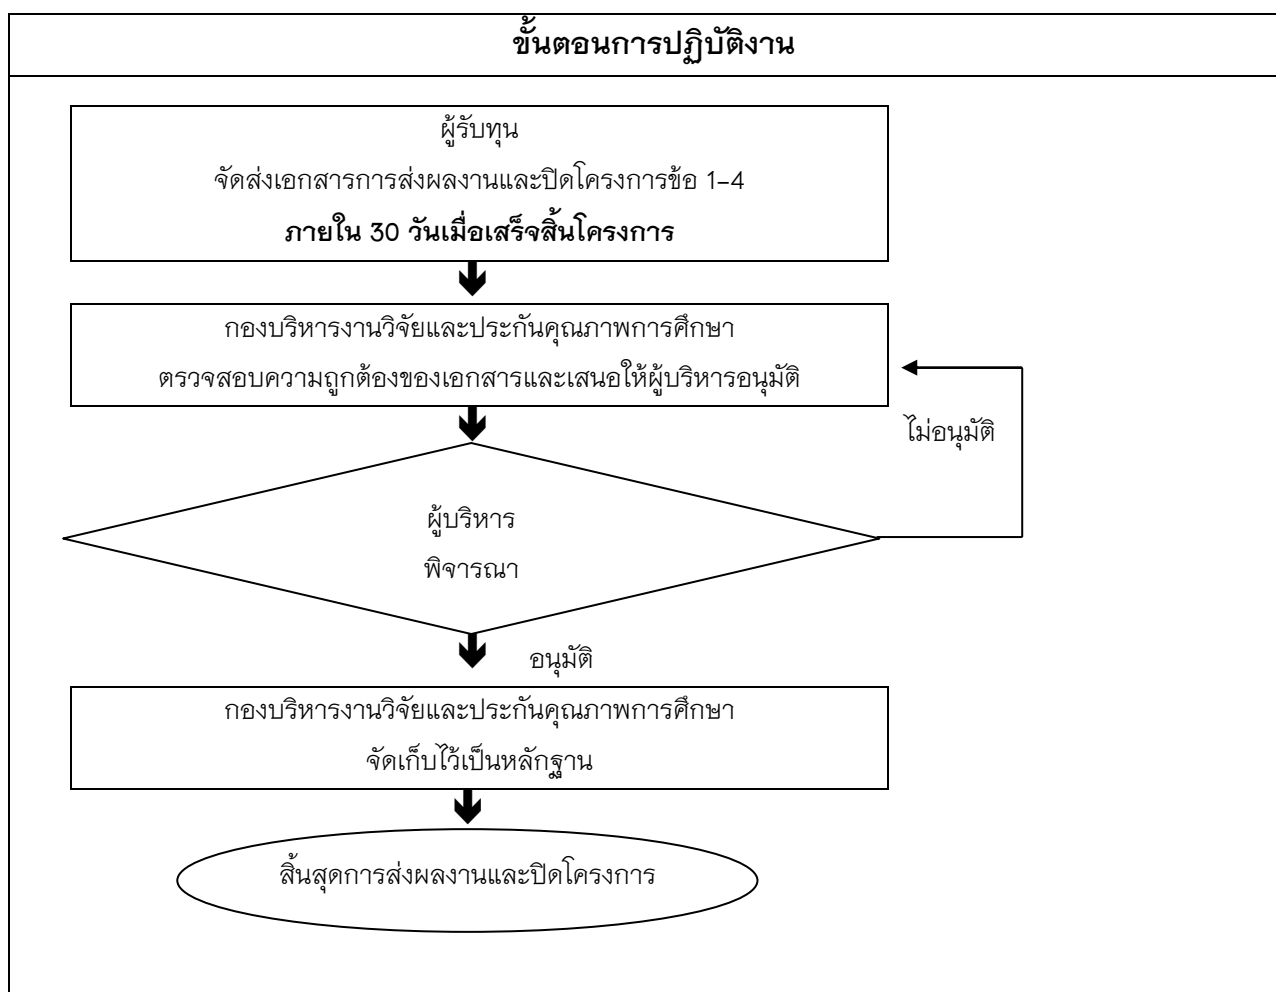 ขั้นตอนการปฏิบัติงาน
ผู้รับทุน
จัดส่งเอกสารการส่งผลงานและปิดโครงการข้อ 1–4
ภายใน 30 วันเมื่อเสร็จสิ้นโครงการ
กองบริหารงานวิจัยและประกันคุณภาพการศึกษา
ตรวจสอบความถูกต้องของเอกสารและเสนอให้ผู้บริหารอนุมัติ
ไม่อนุมัติ
ผู้บริหาร
พิจารณา
อนุมัติ
กองบริหารงานวิจัยและประกันคุณภาพการศึกษา
จัดเก็บไว้เป็นหลักฐาน
สิ้นสุดการส่งผลงานและปิดโครงการ